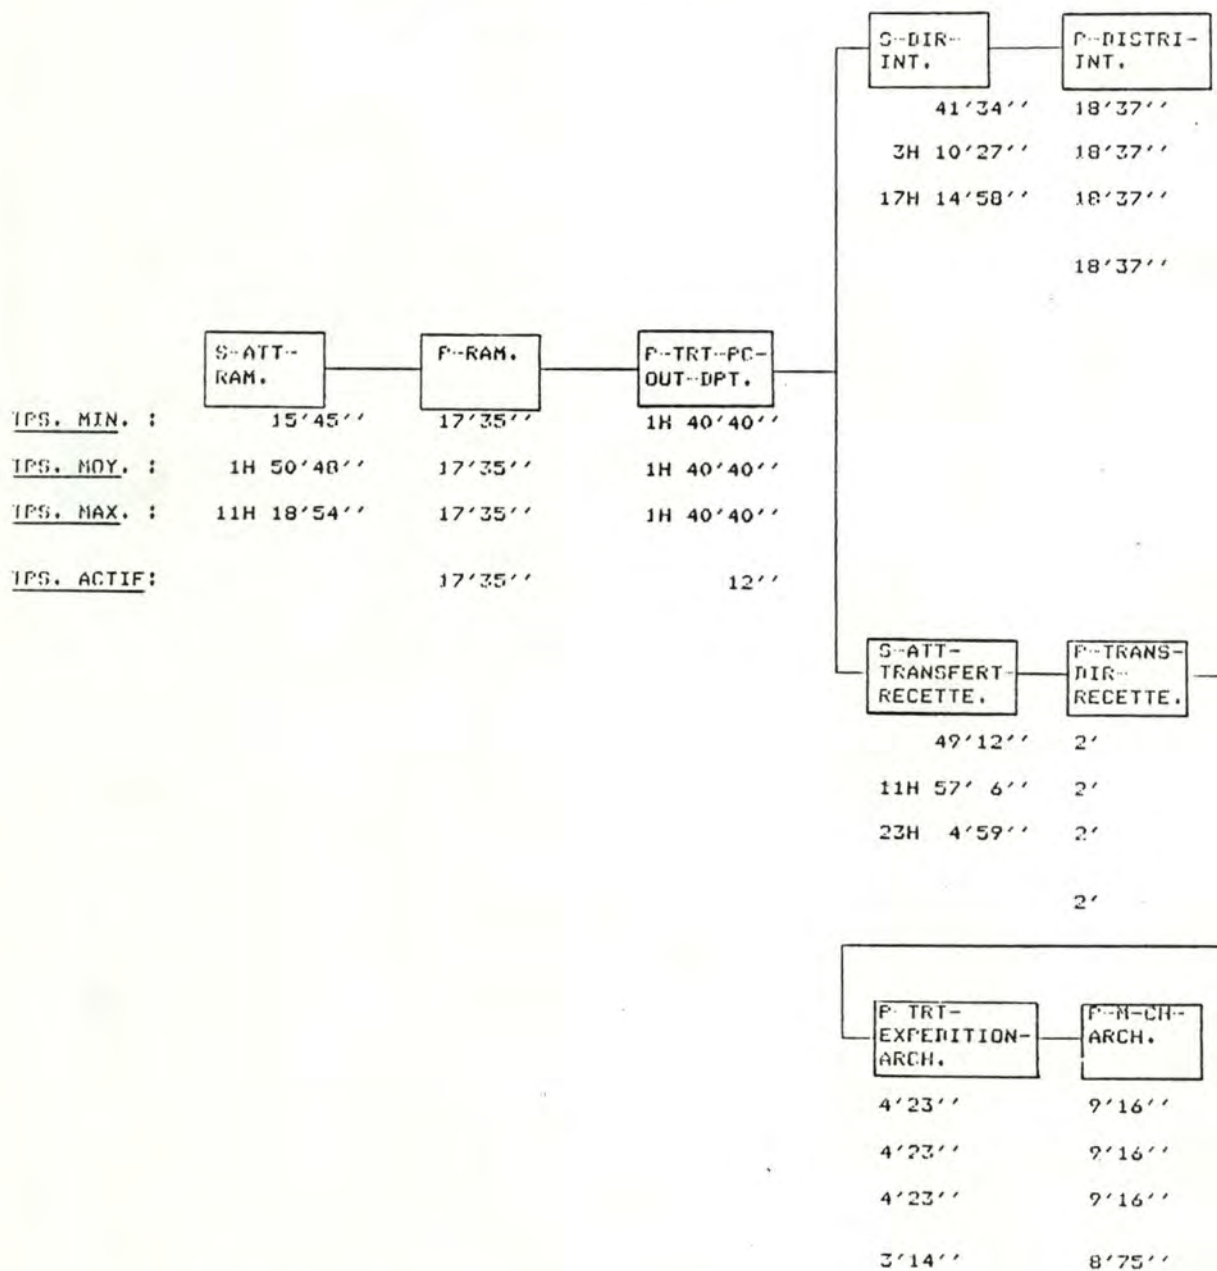 S-DIR- P-DISTRI-
INT. INT.
41'34'' 18'37''
3H 10'27'' 18'37''
17H 14'58'' 18'37''
18'37''
S-ATT- P-RAM. P-TRT-PC-
RAM. OUT-DPT.
TPS. MIN. : 15'45'' 17'35'' 1H 40'40''
TPS. MOY. : 1H 50'48'' 17'35'' 1H 40'40''
TPS. MAX. : 11H 18'54'' 17'35'' 1H 40'40''
TPS. ACTIF: 17'35'' 12''
S-ATT- P-TRANS-
TRANSFERT- DIR-
RECETTE. RECETTE.
49'12'' 2'
11H 57' 6'' 2'
23H 4'59'' 2'
2'
P-TRT- P-M-CH-
EXPEDITION- ARCH.
ARCH.
4'23'' 9'16''
4'23'' 9'16''
4'23'' 9'16''
3'14'' 8'75''